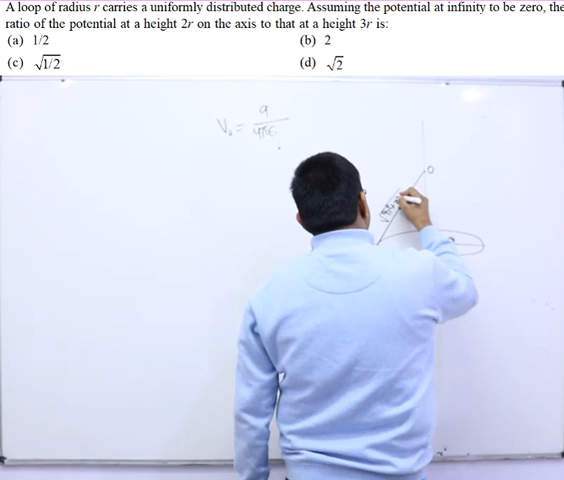 A loop of radius r carries a uniformly distributed charge. Assuming the potential at infinity to be zero, the
ratio of the potential at a height 2r on the axis to that at a height 3r is:
(a) 1/2
(b) 2
(c) √1/2
(d) √2
q
V₀ =
4πε
O